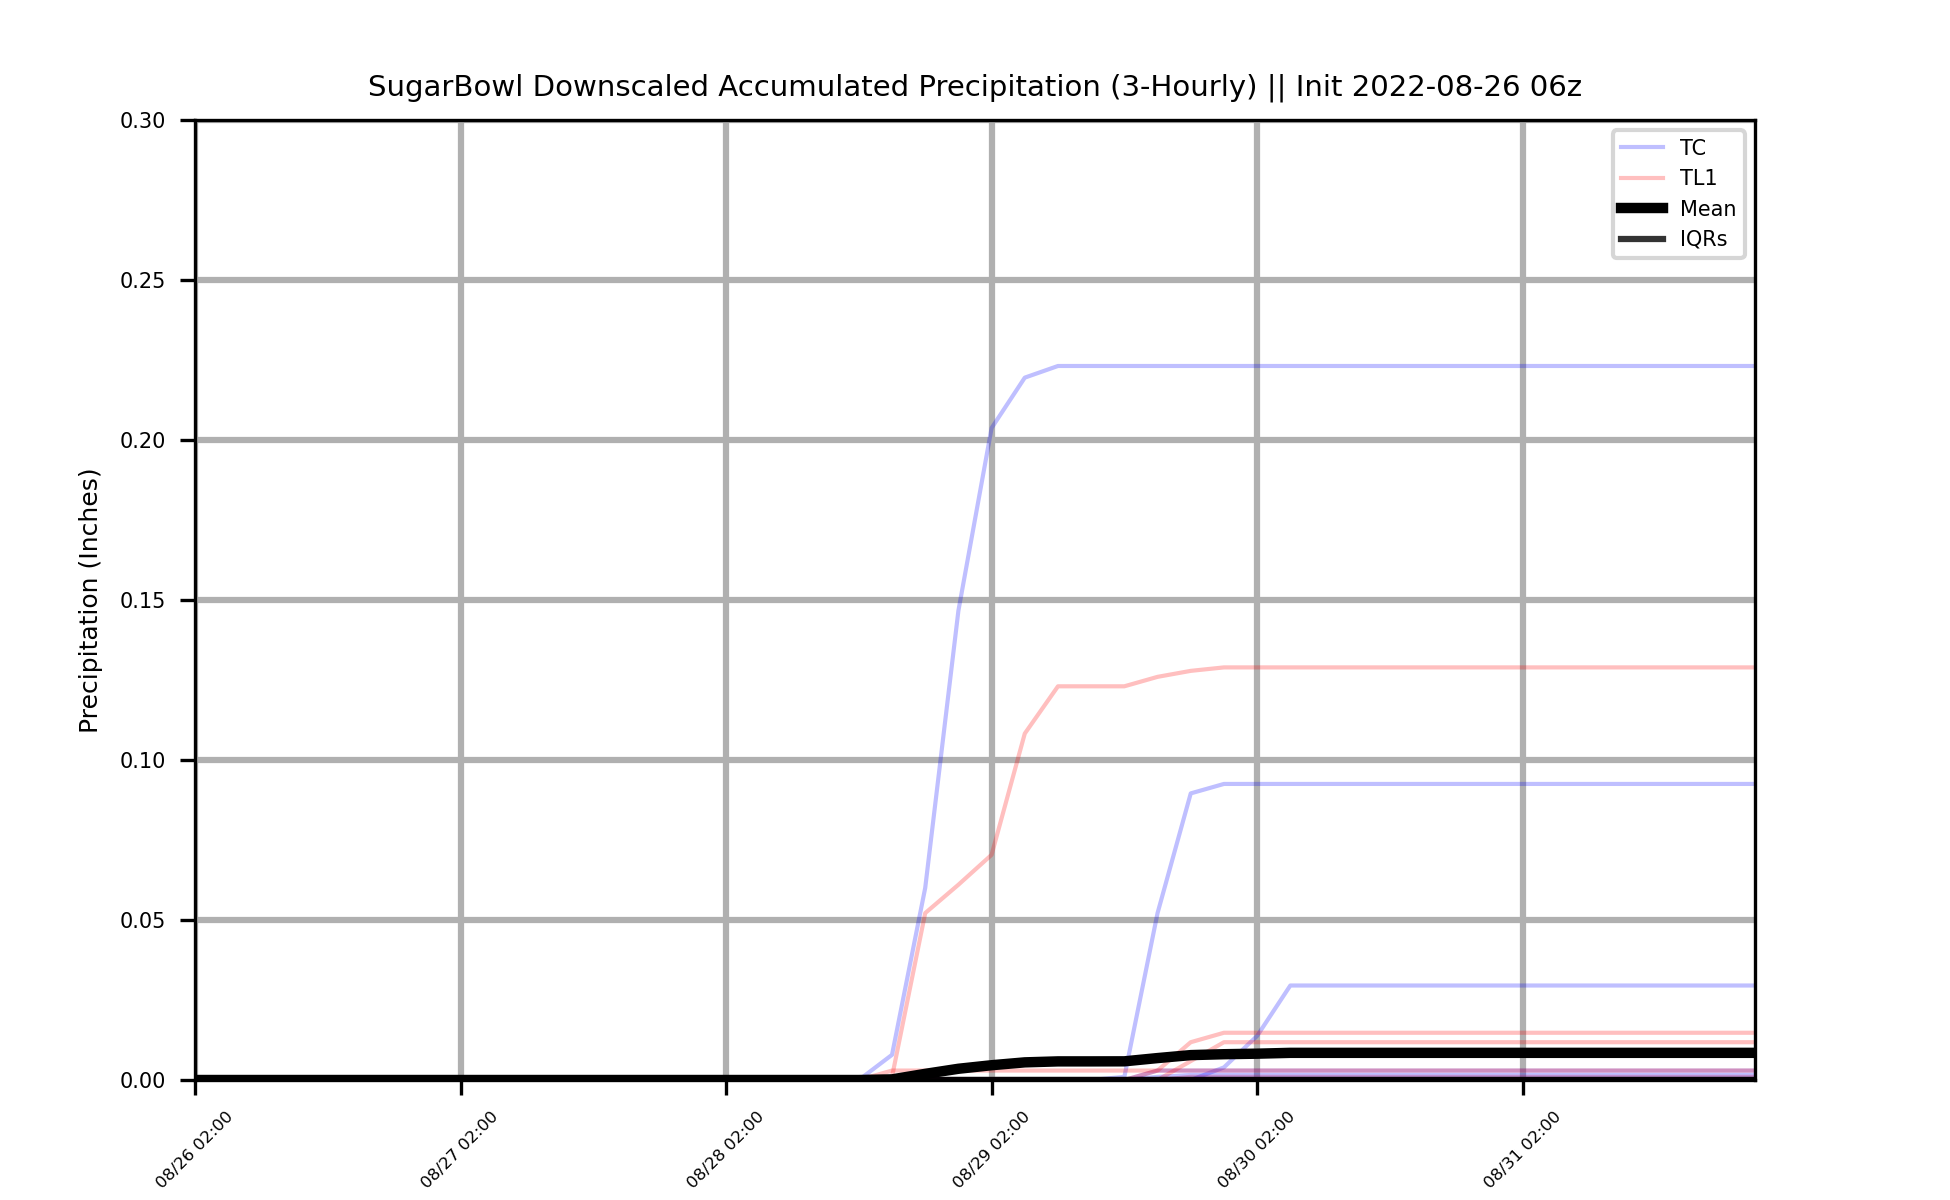 SugarBowl Downscaled Accumulated Precipitation (3-Hourly) || Init 2022-08-26 06z
0.30
0.25
0.20
0.15
0.10
0.05
0.00
Precipitation (Inches)
TC
TL1
Mean
IQRs
08/26 02:00
08/27 02:00
08/28 02:00
08/29 02:00
08/30 02:00
08/31 02:00